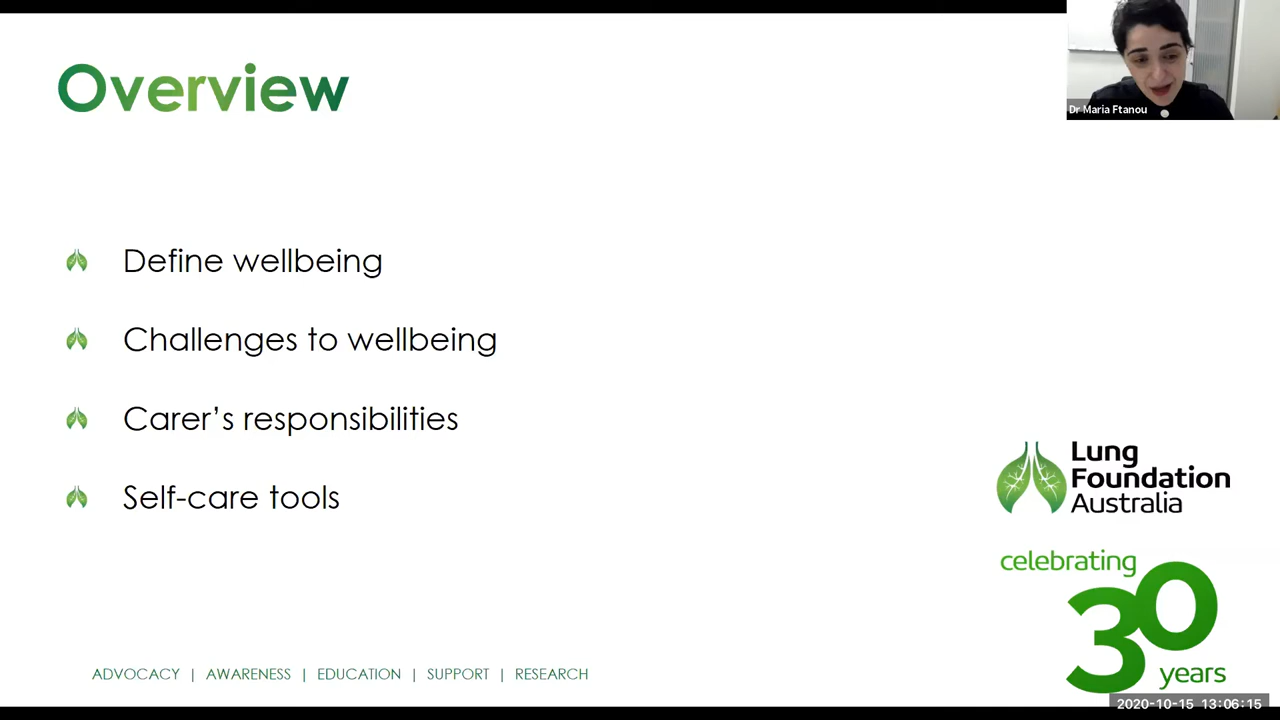 Overview
Dr Maria Ftanou
Define wellbeing
Challenges to wellbeing
Carer’s responsibilities
Self-care tools
Lung
Foundation
Australia
celebrating
30
years
ADVOCACY | AWARENESS | EDUCATION | SUPPORT | RESEARCH
2020-10-15 13:06:15